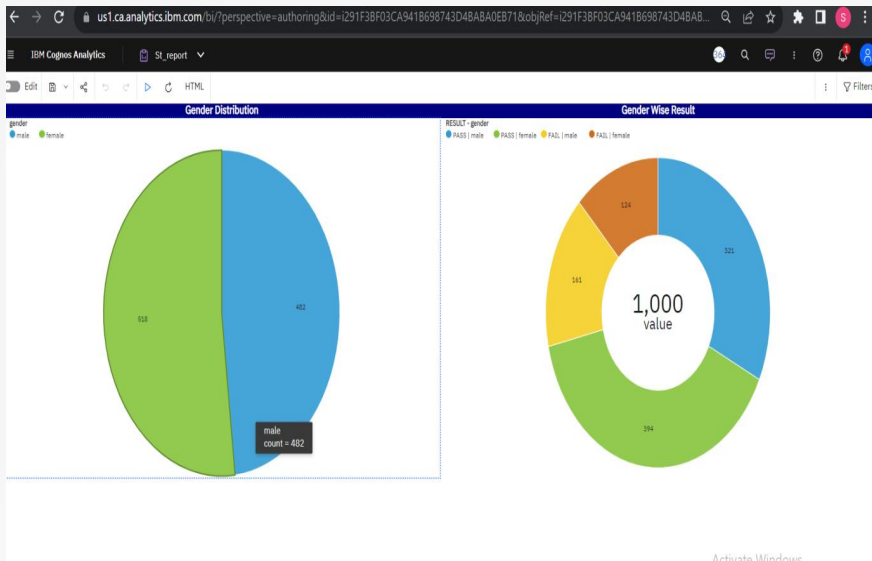 us1.ca.analytics.ibm.com/bi/?perspective=authoring&id=i291F3BF03CA941B698743D4BABA0EB71&objRef=i291F3BF03CA941B698743D4BAB...
S
IBM Cognos Analytics
St_report
364
Edit
HTML
Filters
Gender Distribution
gender
male
female
518
482
male
count = 482
Gender Wise Result
RESULT - gender
PASS | male
PASS | female
FAIL | male
FAIL | female
124
321
161
1,000
value
394
Activate Windows